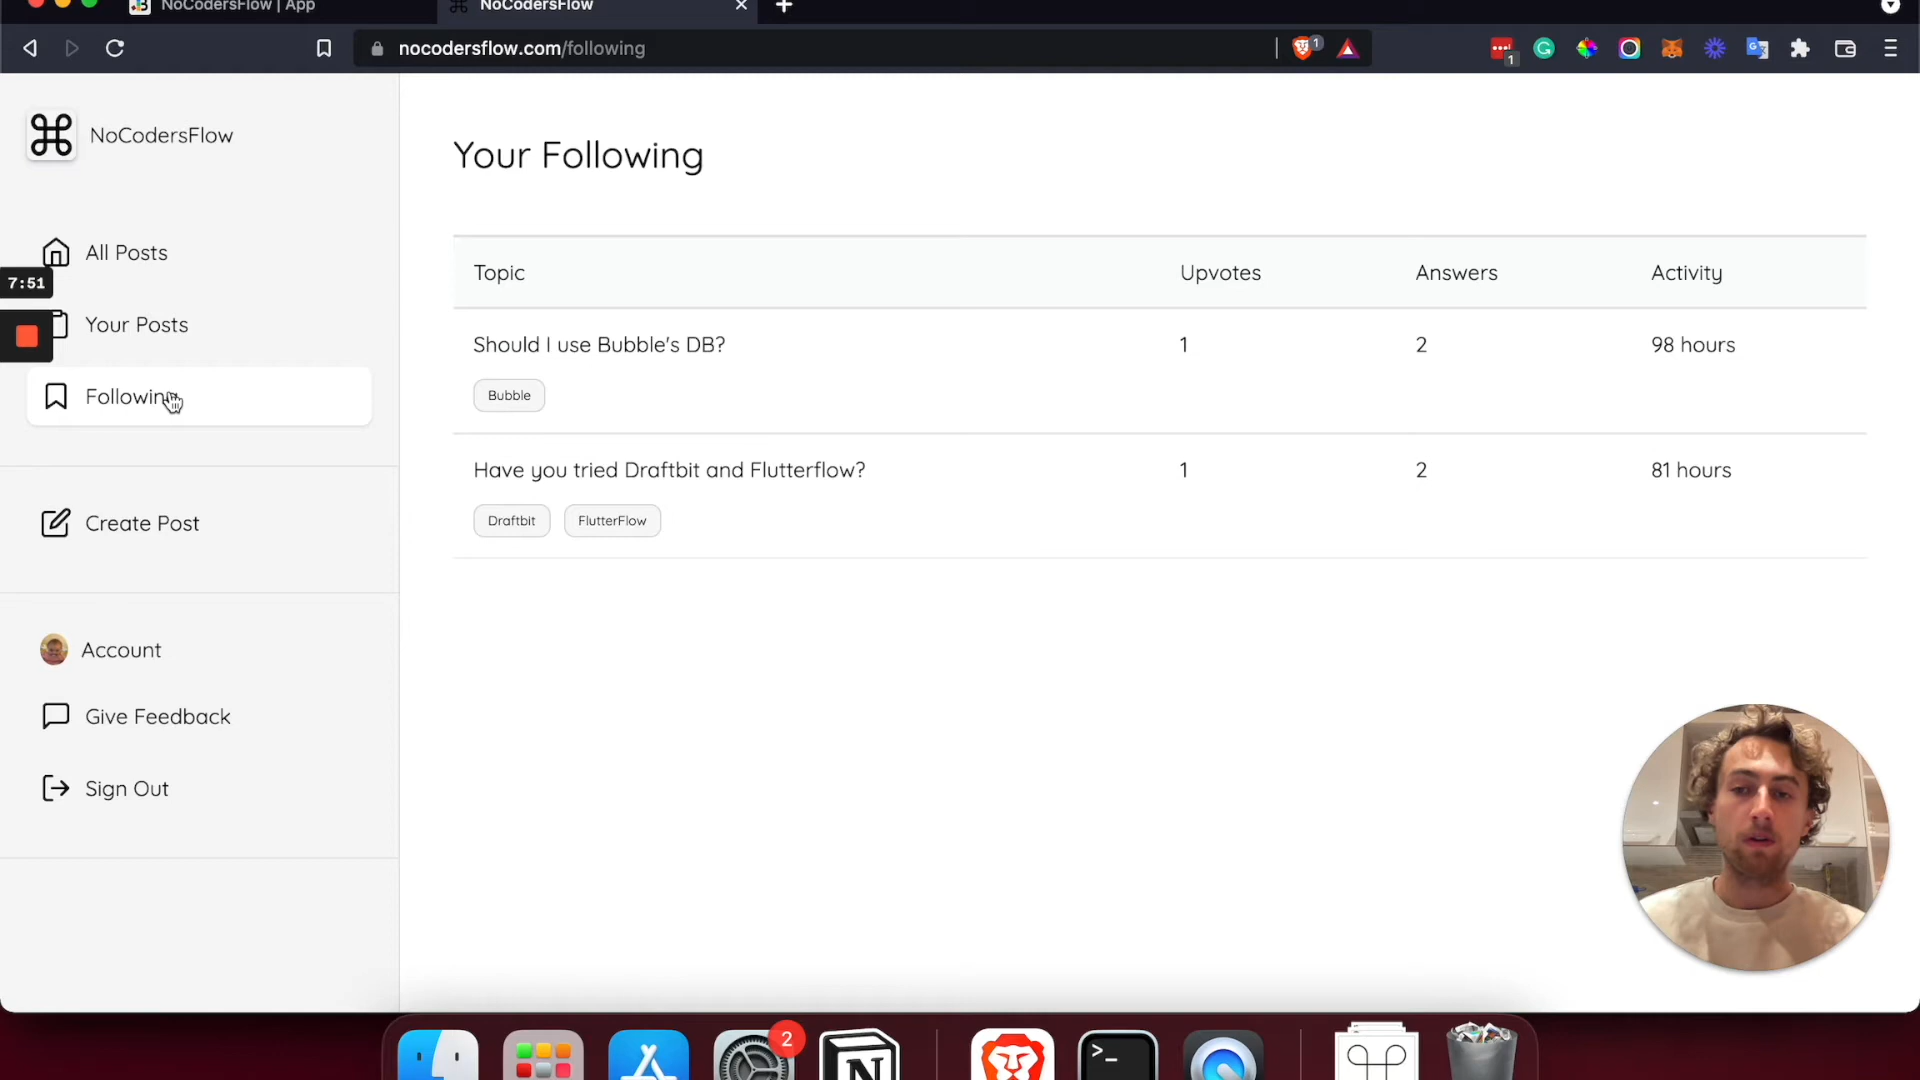 NoCodersFlow | App
NoCodersFlow
nocodersflow.com/following
1
1
NoCodersFlow
All Posts
7:51
Your Posts
Following
Create Post
Account
Give Feedback
Sign Out
Your Following
Topic Upvotes Answers Activity
Should I use Bubble's DB? 1 2 98 hours
Bubble
Have you tried Draftbit and Flutterflow? 1 2 81 hours
Draftbit FlutterFlow
2